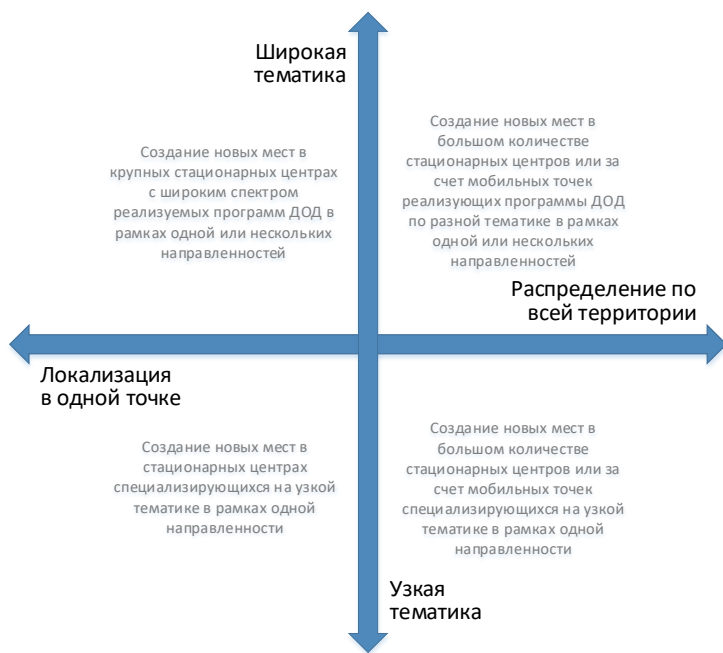 Широкая
тематика
Создание новых мест в
крупных стационарных центрах
с широким спектром
реализуемых программ ДОД в
рамках одной или нескольких
направленностей
Создание новых мест в
большом количестве
стационарных центров или за
счет мобильных точек
реализующих программы ДОД
по разной тематике в рамках
одной или нескольких
направленностей
Распределение по
всей территории
Локализация
в одной точке
Создание новых мест в
стационарных центрах
специализирующихся на узкой
тематике в рамках одной
направленности
Создание новых мест в
большом количестве
стационарных центров или за
счет мобильных точек
специализирующихся на узкой
тематике в рамках одной
направленности
Узкая
тематика